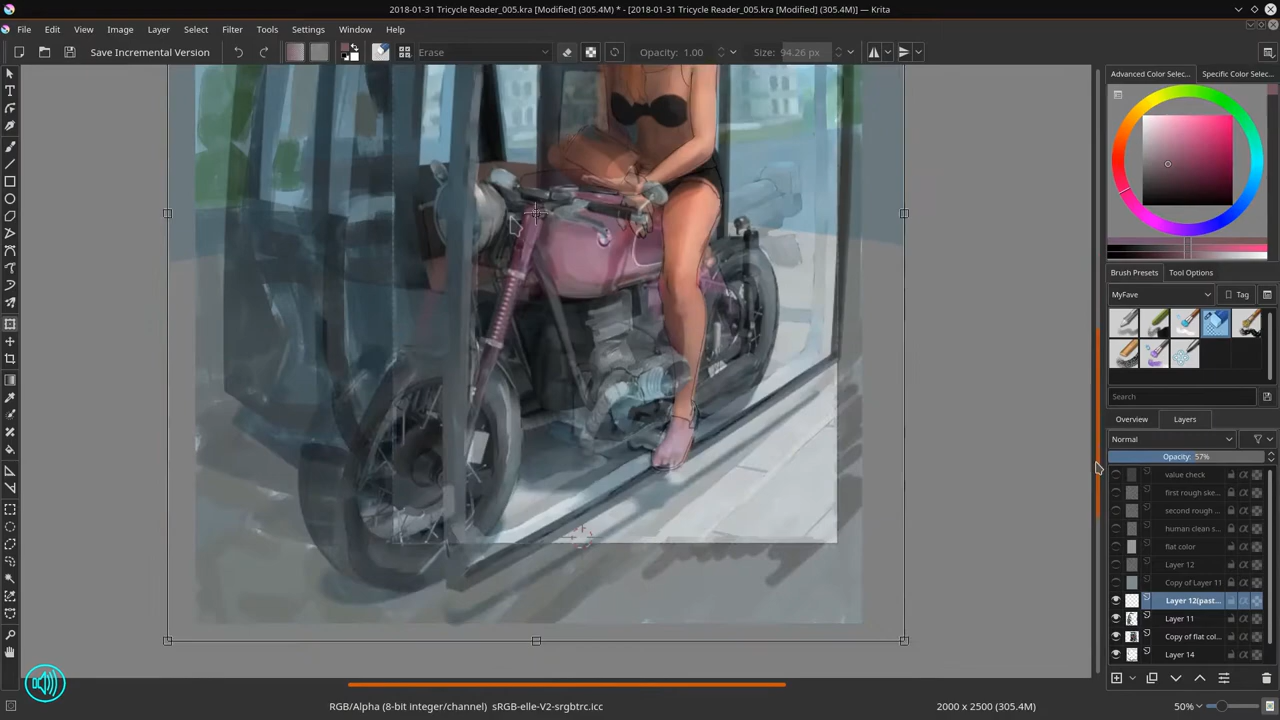 2018-01-31 Tricycle Reader_005.kra [Modified] (305.4M) * - [2018-01-31 Tricycle Reader_005.kra [Modified] (305.4M)] — Krita
File Edit View Image Layer Select Filter Tools Settings Window Help
Save Incremental Version Erase Opacity: 1.00 Size: 94.26 px
Advanced Color Selec... Specific Color Selec...
Brush Presets Tool Options
MyFave Tag
Search
Overview Layers
Normal
Opacity: 57%
value check
first rough ske...
second rough ...
human clean s...
flat color
Layer 12
Copy of Layer 11
Layer 12(past...
Layer 11
Copy of flat col...
Layer 14
RGB/Alpha (8-bit integer/channel) sRGB-elle-V2-srgbtrc.icc 2000 x 2500 (305.4M) 50%